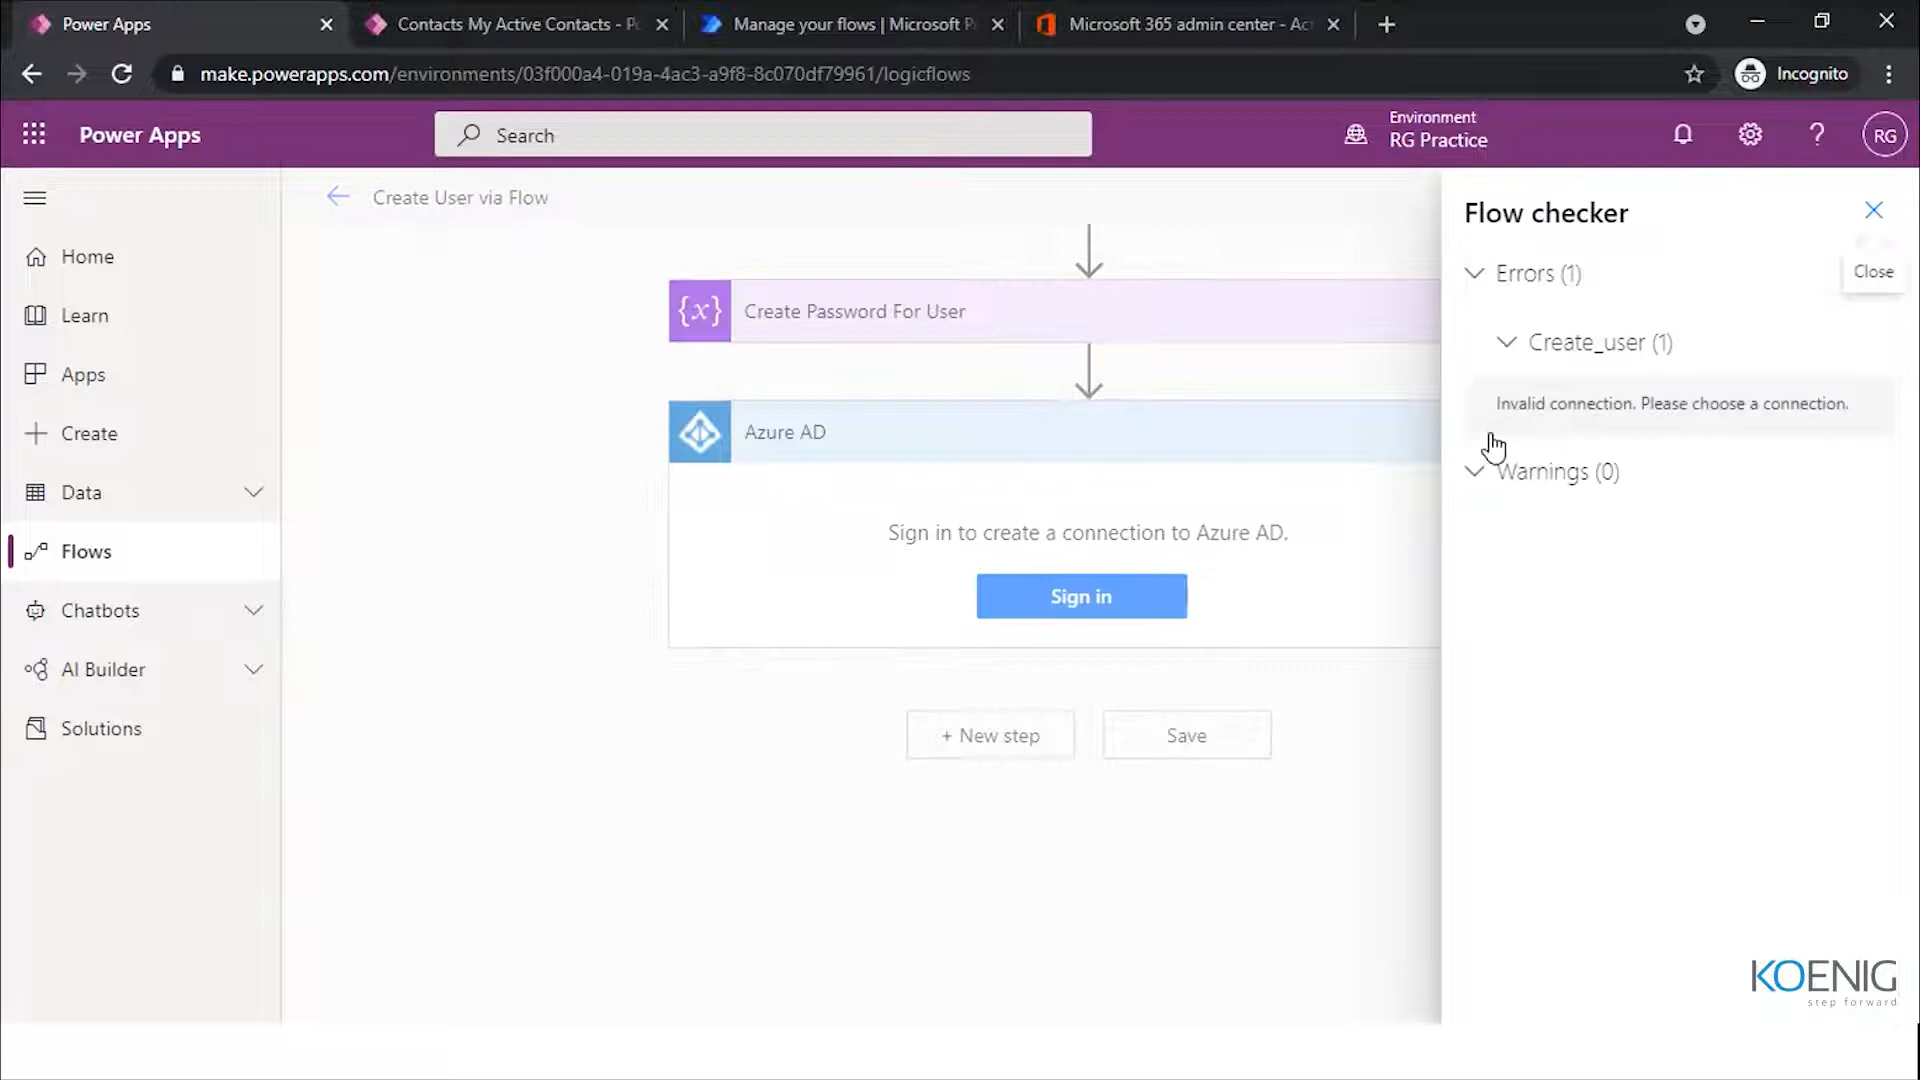 Power Apps
Contacts My Active Contacts - Po
Manage your flows | Microsoft P
Microsoft 365 admin center - Ac
make.powerapps.com/environments/03f000a4-019a-4ac3-a9f8-8c070df79961/logicflows
Incognito
Power Apps
Search
Environment
RG Practice
RG
Create User via Flow
Home
Learn
Apps
Create
Data
Flows
Chatbots
AI Builder
Solutions
{x} Create Password For User
Azure AD
Sign in to create a connection to Azure AD.
Sign in
+ New step
Save
Flow checker
Close
Errors (1)
Create_user (1)
Invalid connection. Please choose a connection.
Warnings (0)
KOENIG
step forward